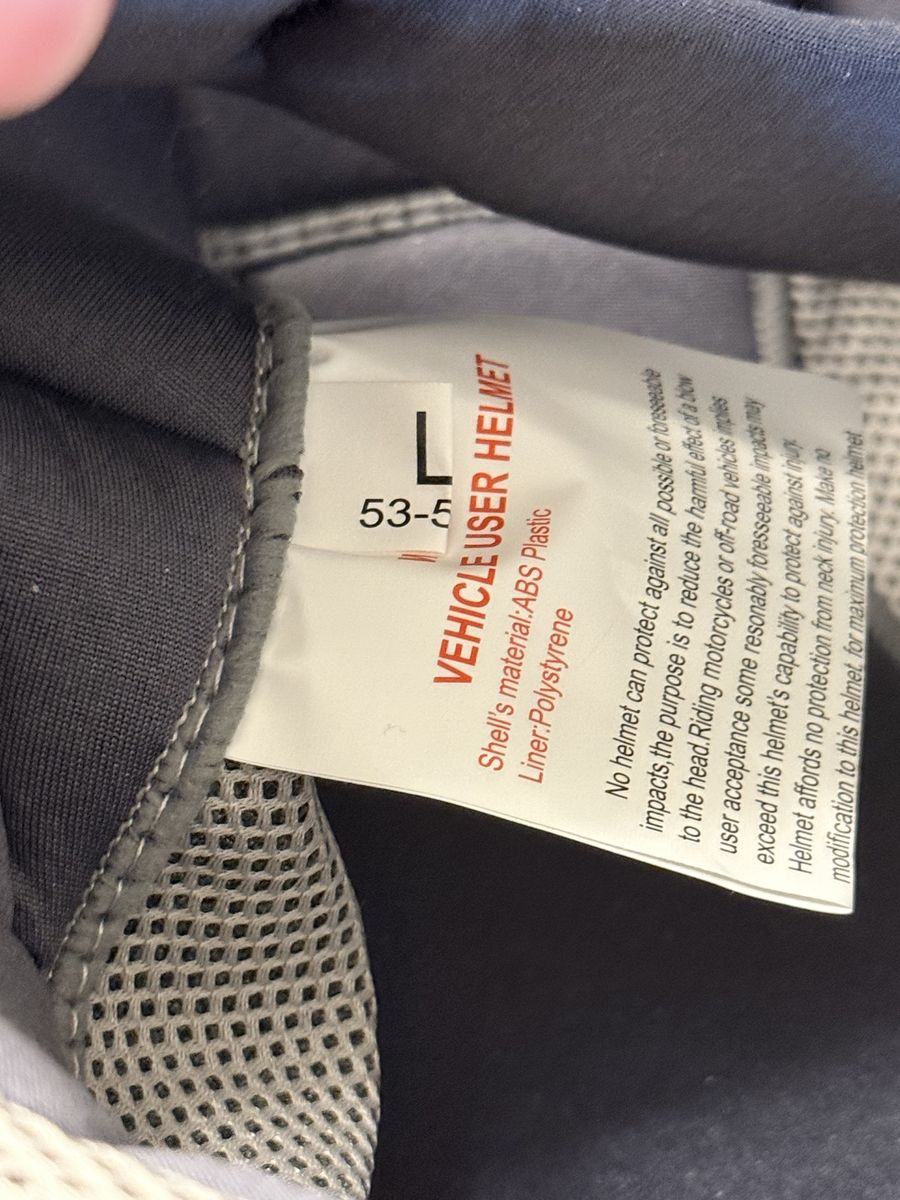 L
53-5
VEHICLE USER HELMET
Shell's material:ABS Plastic
Liner:Polystyrene
No helmet can protect against all possible or foreseeable
impacts,the purpose is to reduce the harmful effect of a blow
to the head.Riding motorcycles or off-road vehicles implies
user acceptance some resonably foresseeable impacts may
exceed this helmet's capability to protect against injury.
Helmet affords no protection from neck injury. Make no
modification to this helmet. for maximum protection helmet